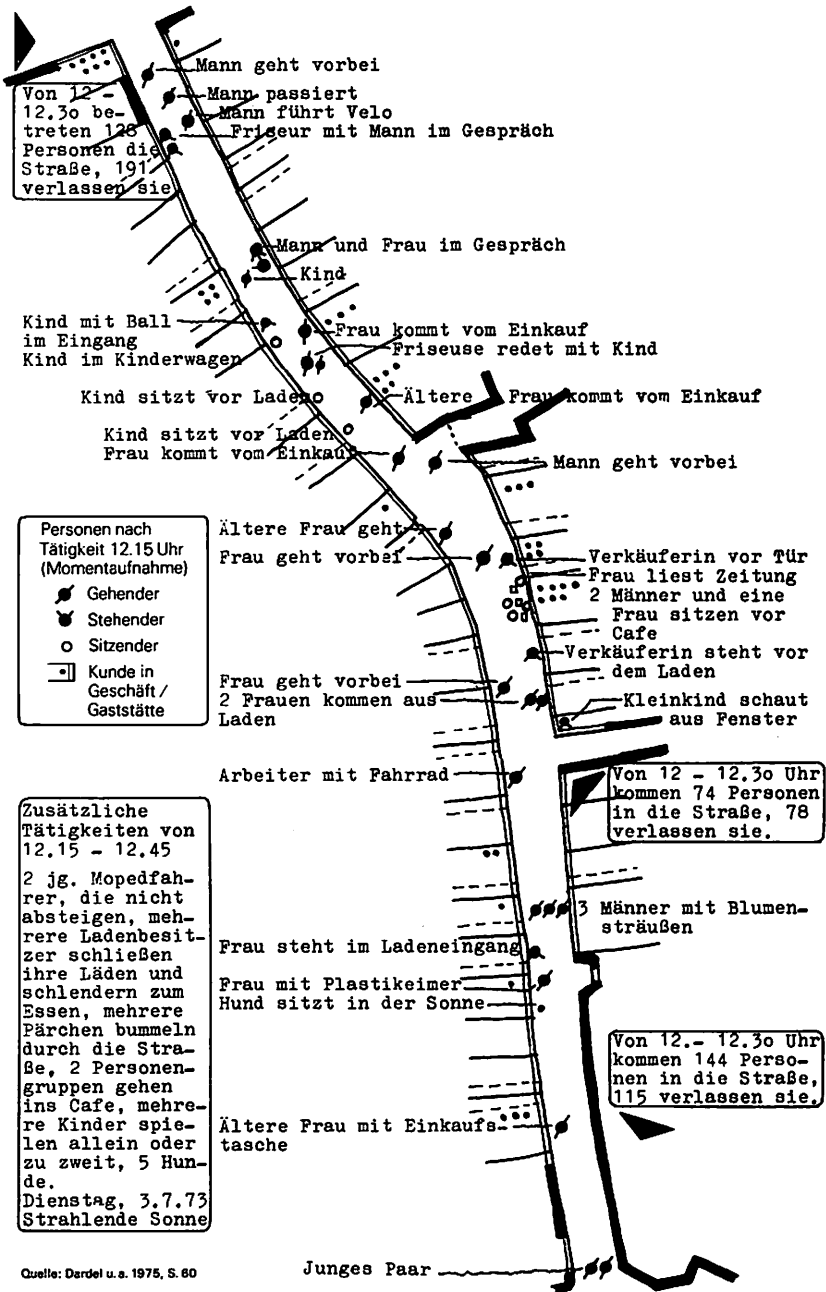 Mann geht vorbei
Mann passiert
Mann führt Velo
Friseur mit Mann im Gespräch
Von 12 -
12.3o be-
treten 128
Personen die
Straße, 191
verlassen sie
Mann und Frau im Gespräch
Kind
Kind mit Ball
im Eingang
Kind im Kinderwagen
Frau kommt vom Einkauf
Friseuse redet mit Kind
Kind sitzt vor Laden
Ältere Frau kommt vom Einkauf
Kind sitzt vor Laden
Frau kommt vom Einkauf
Mann geht vorbei
Personen nach
Tätigkeit 12.15 Uhr
(Momentaufnahme)
Gehender
Stehender
Sitzender
Kunde in
Geschäft /
Gaststätte
Ältere Frau geht
Frau geht vorbei
Verkäuferin vor Tür
Frau liest Zeitung
2 Männer und eine
Frau sitzen vor
Cafe
Verkäuferin steht vor
dem Laden
Frau geht vorbei
2 Frauen kommen aus
Laden
Kleinkind schaut
aus Fenster
Arbeiter mit Fahrrad
Von 12 - 12.3o Uhr
kommen 74 Personen
in die Straße, 78
verlassen sie.
Zusätzliche
Tätigkeiten von
12.15 - 12.45
2 jg. Mopedfah-
rer, die nicht
absteigen, meh-
rere Ladenbesit-
zer schließen
ihre Läden und
schlendern zum
Essen, mehrere
Pärchen bummeln
durch die Stra-
ße, 2 Personen-
gruppen gehen
ins Cafe, mehre-
re Kinder spie-
len allein oder
zu zweit, 5 Hun-
de.
Dienstag, 3.7.73
Strahlende Sonne
3 Männer mit Blumen-
sträußen
Frau steht im Ladeneingang
Frau mit Plastikeimer
Hund sitzt in der Sonne
Von 12.- 12.3o Uhr
kommen 144 Perso-
nen in die Straße,
115 verlassen sie.
Ältere Frau mit Einkaufs-
tasche
Junges Paar
Quelle: Dardel u.a. 1975, S. 60